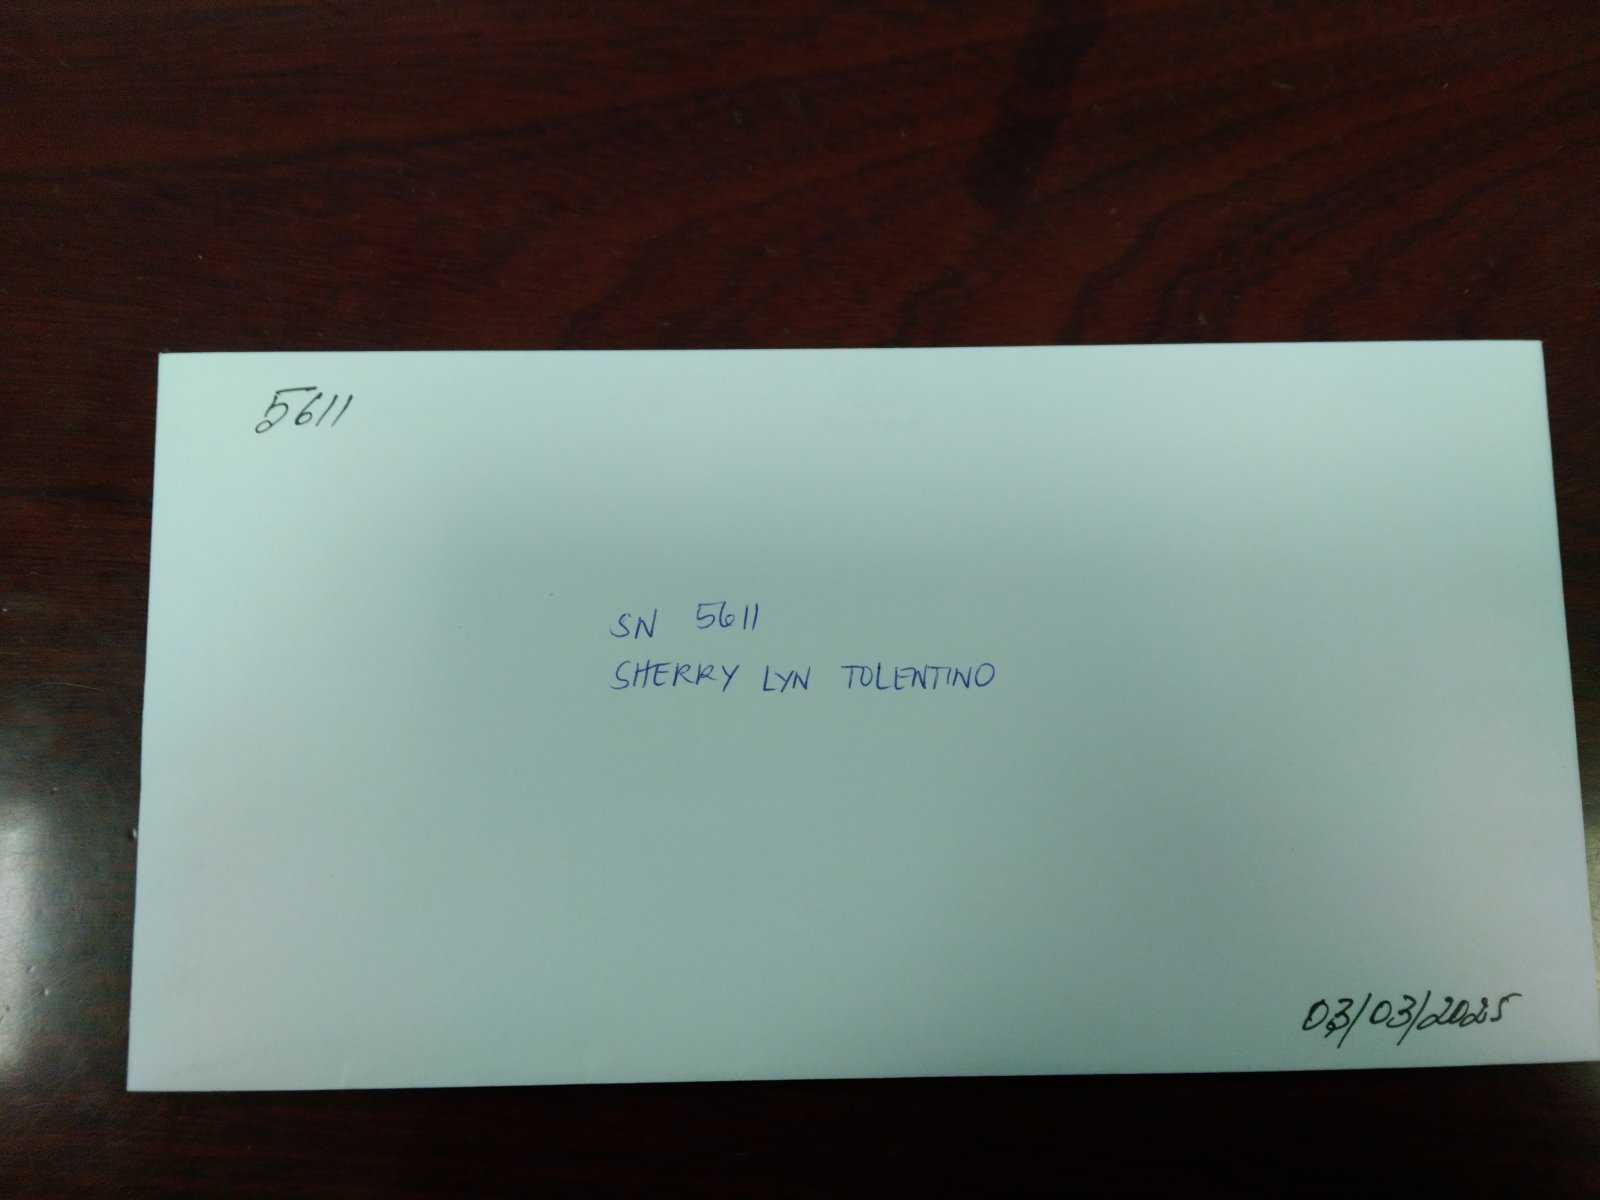 5611
SN 5611
SHERRY LYN TOLENTINO
03/03/2025